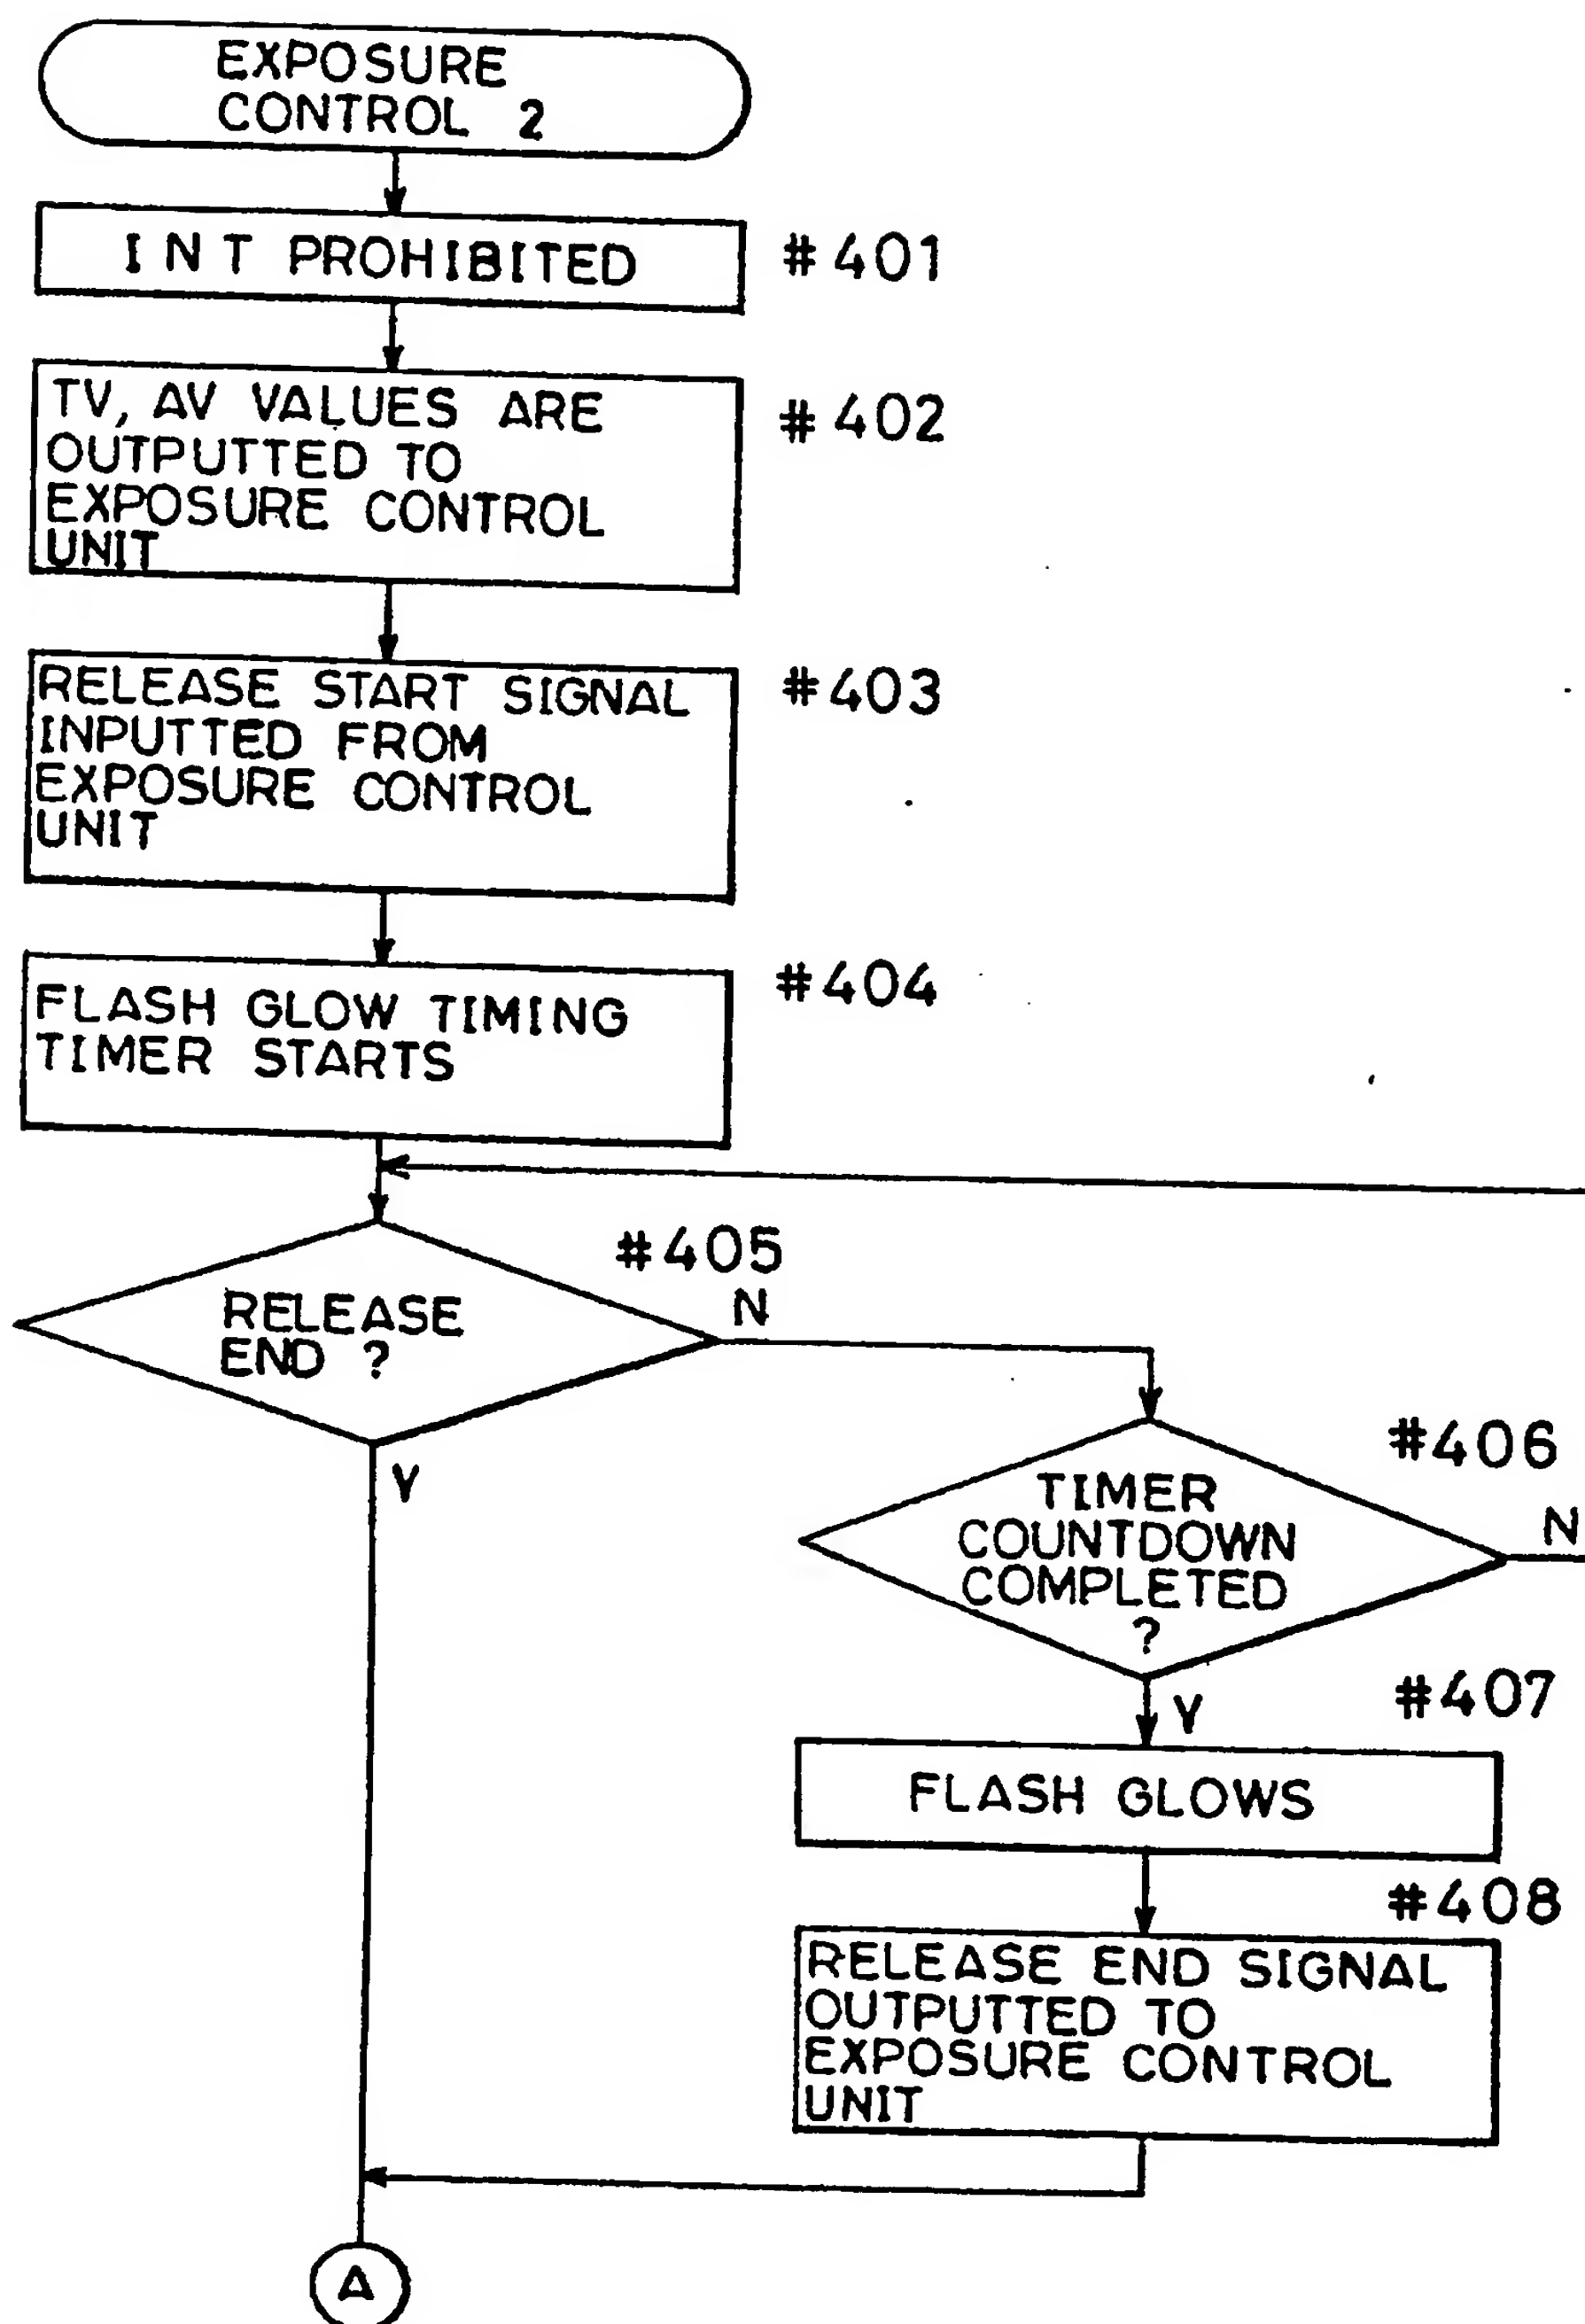 EXPOSURE
CONTROL 2
INT PROHIBITED
#401
TV, AV VALUES ARE
OUTPUTTED TO
EXPOSURE CONTROL
UNIT
#402
RELEASE START SIGNAL
INPUTTED FROM
EXPOSURE CONTROL
UNIT
#403
FLASH GLOW TIMING
TIMER STARTS
#404
#405
RELEASE
END ?
N
Y
#406
TIMER
COUNTDOWN
COMPLETED
?
N
Y
#407
FLASH GLOWS
#408
RELEASE END SIGNAL
OUTPUTTED TO
EXPOSURE CONTROL
UNIT
A